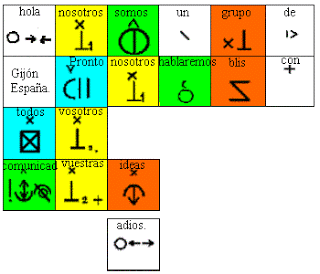 hola nosotros somos un grupo de
Gijón España. Pronto nosotros hablaremos blis con
todos vosotros
comunicad vuestras ideas
adios.